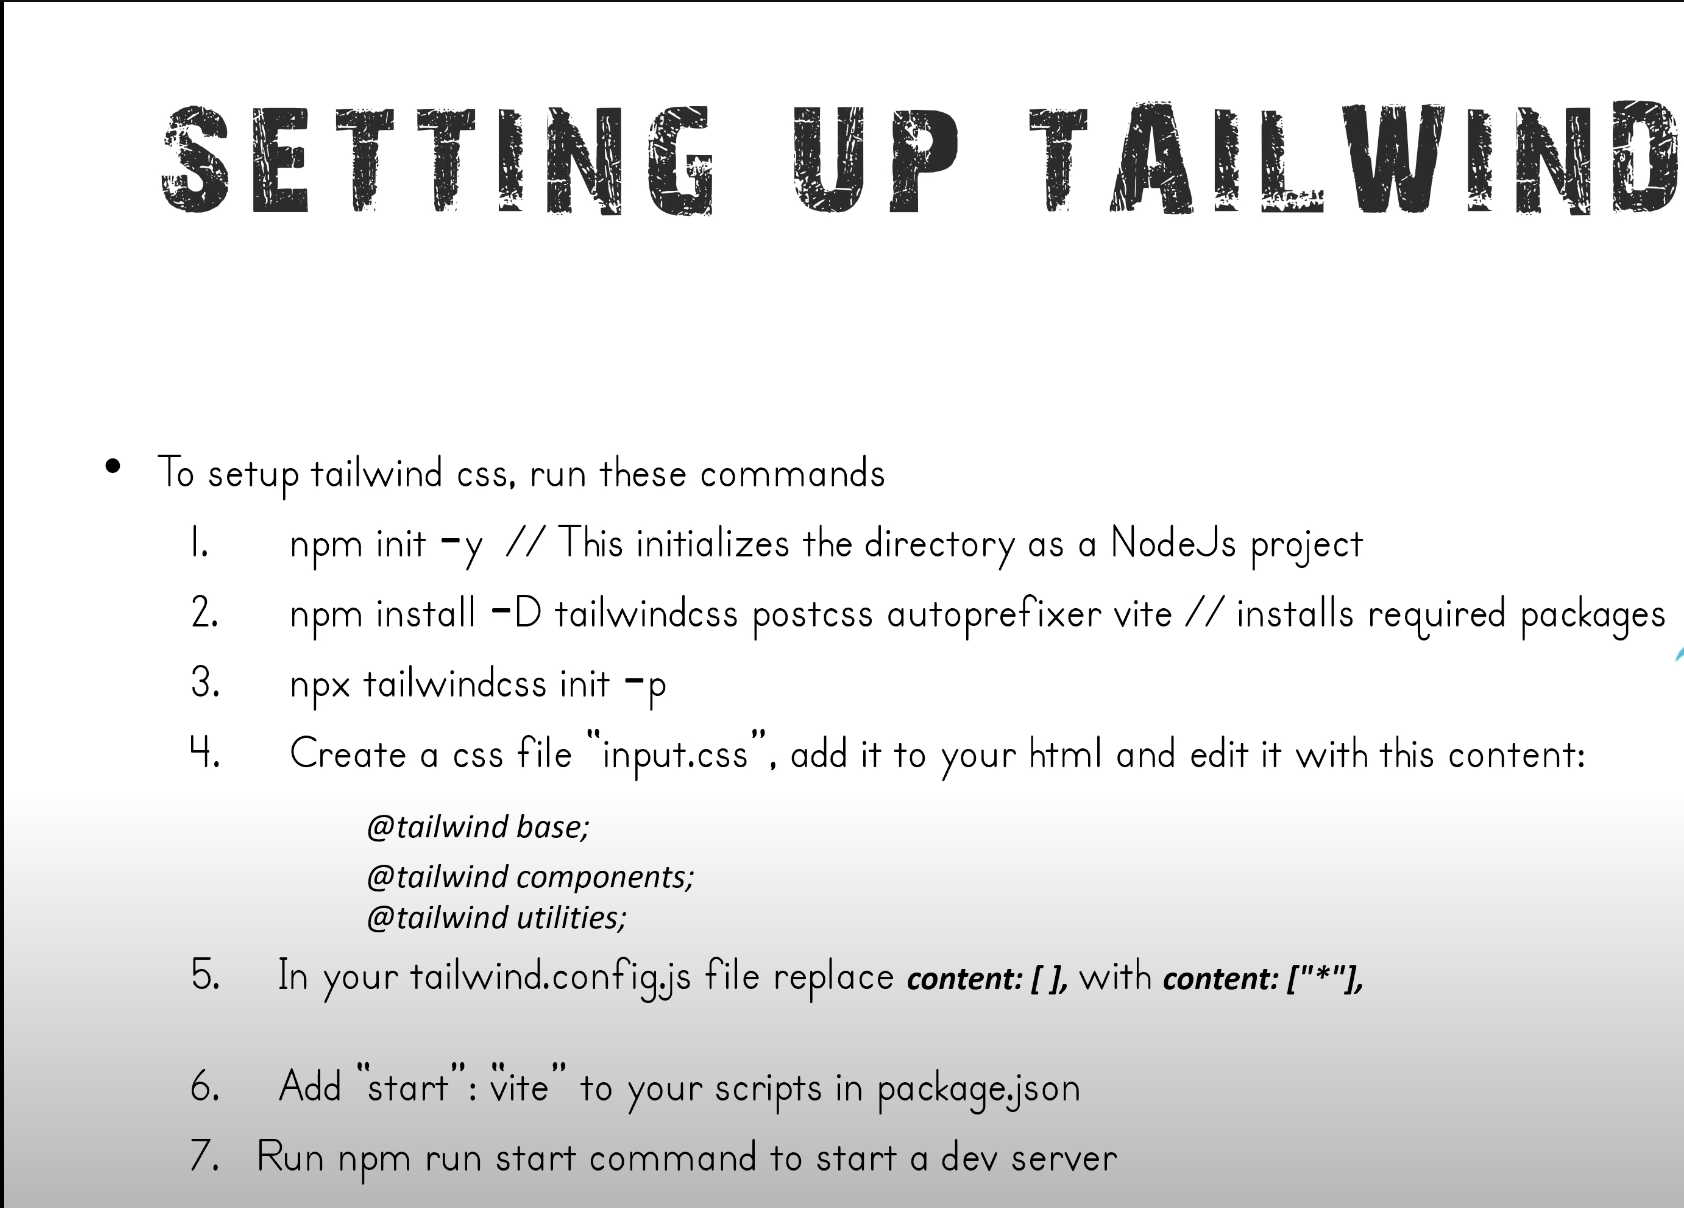 SETTING UP TAILWIND
• To setup tailwind css, run these commands
1. npm init –y // This initializes the directory as a NodeJs project
2. npm install –D tailwindcss postcss autoprefixer vite // installs required packages
3. npx tailwindcss init –p
4. Create a css file “input.css”, add it to your html and edit it with this content:
@tailwind base;
@tailwind components;
@tailwind utilities;
5. In your tailwind.config.js file replace content: [ ], with content: ["*"],
6. Add “start”: “vite” to your scripts in package.json
7. Run npm run start command to start a dev server